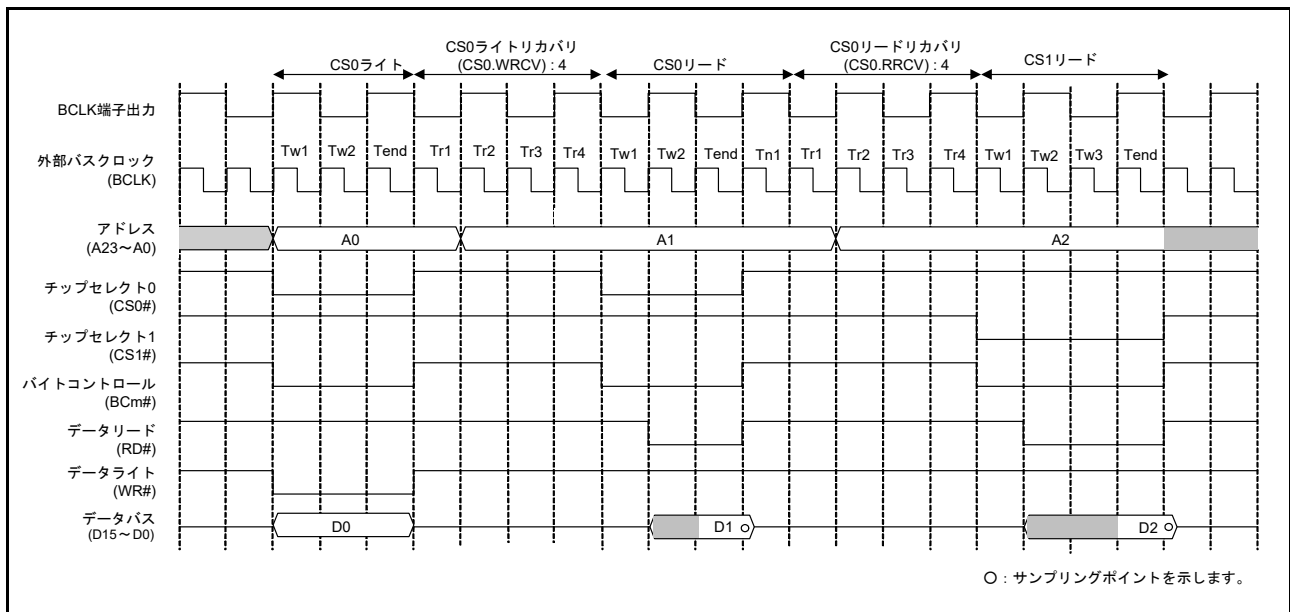 CS0ライト
CS0ライトリカバリ
(CS0.WRCV) : 4
CS0リード
CS0リードリカバリ
(CS0.RRCV) : 4
CS1リード
BCLK端子出力
外部バスクロック
(BCLK)
Tw1 Tw2 Tend Tr1 Tr2 Tr3 Tr4 Tw1 Tw2 Tend Tn1 Tr1 Tr2 Tr3 Tr4 Tw1 Tw2 Tw3 Tend
アドレス
(A23～A0)
A0 A1 A2
チップセレクト0
(CS0#)
チップセレクト1
(CS1#)
バイトコントロール
(BCm#)
データリード
(RD#)
データライト
(WR#)
データバス
(D15～D0)
D0 D1 D2
○：サンプリングポイントを示します。